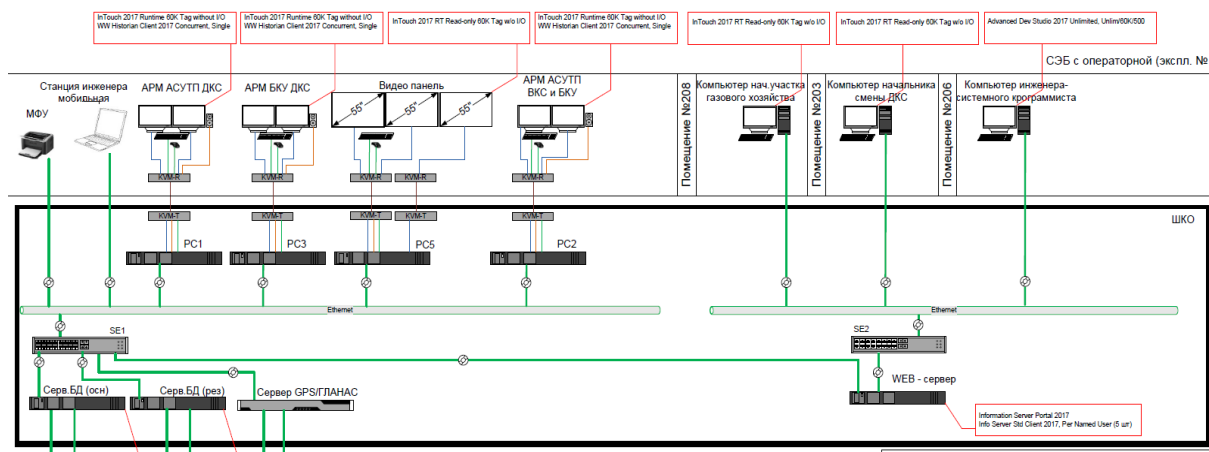 InTouch 2017 Runtime 60K Tag without I/O
WW Historian Client 2017 Concurrent, Single
InTouch 2017 Runtime 60K Tag without I/O
WW Historian Client 2017 Concurrent, Single
InTouch 2017 RT Read-only 60K Tag w/o I/O
InTouch 2017 Runtime 60K Tag without I/O
WW Historian Client 2017 Concurrent, Single
InTouch 2017 RT Read-only 60K Tag w/o I/O
InTouch 2017 RT Read-only 60K Tag w/o I/O
Advanced Dev Studio 2017 Unlimited, Unlim/60K/500
СЭБ с операторной (экспл. №
МФУ
Станция инженера
мобильная
АРМ АСУТП ДКС
АРМ БКУ ДКС
Видео панель
55"
55"
55"
АРМ АСУТП
ВКС и БКУ
Помещение №208
Компьютер нач.участка
газового хозяйства
Помещение №203
Компьютер начальника
смены ДКС
Помещение №206
Компьютер инженера-
системного крограммиста
KVM-R
KVM-R
KVM-R
KVM-R
KVM-R
KVM-T
KVM-T
KVM-T
KVM-T
KVM-T
ШКО
PC1
PC3
PC5
PC2
Ethernet
Ethernet
SE1
SE2
Серв.БД (осн)
Серв.БД (рез)
Сервер GPS/ГЛАНАС
WEB - сервер
Information Server Portal 2017
Info Server Std Client 2017, Per Named User (5 шт)